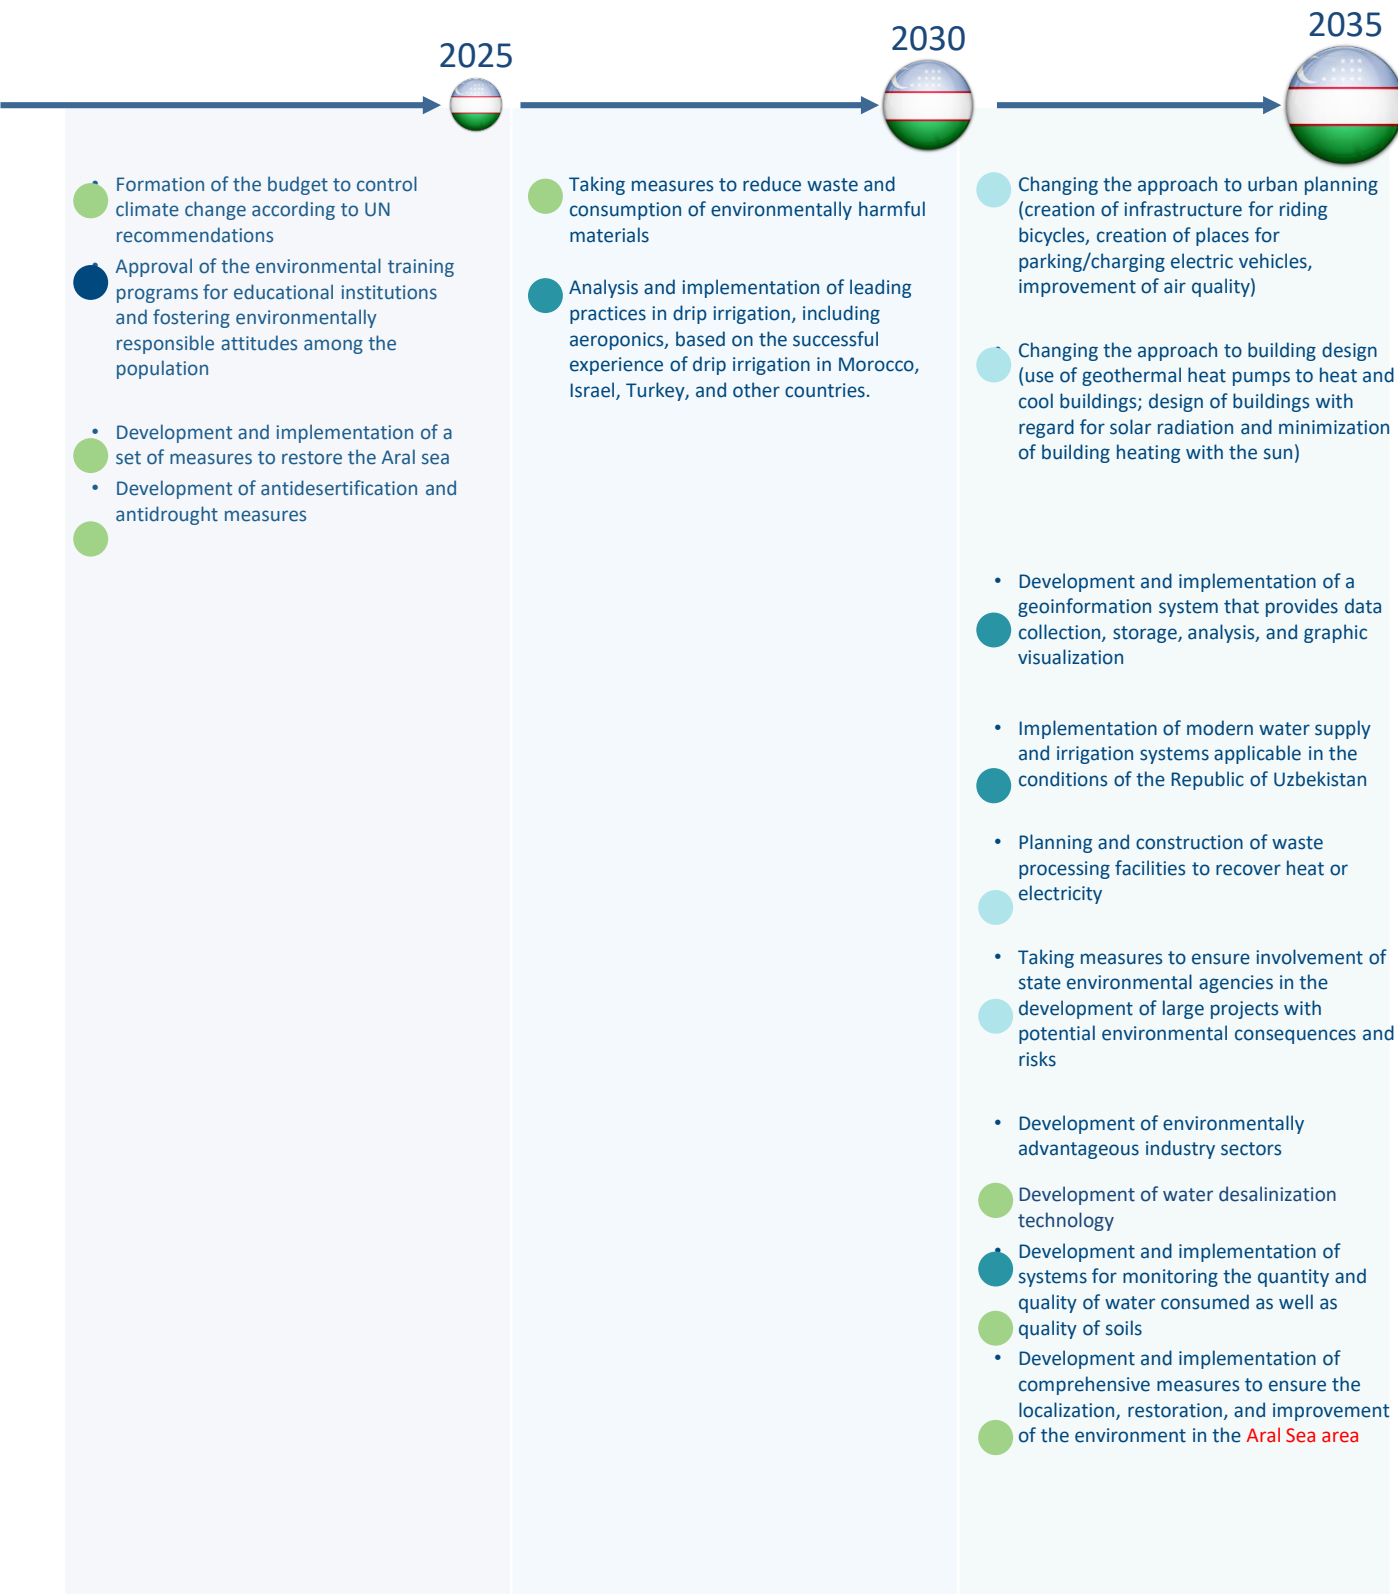 2025
2030
2035
• Formation of the budget to control
climate change according to UN
recommendations
• Approval of the environmental training
programs for educational institutions
and fostering environmentally
responsible attitudes among the
population
• Development and implementation of a
set of measures to restore the Aral sea
• Development of antidesertification and
antidrought measures
Taking measures to reduce waste and
consumption of environmentally harmful
materials
Analysis and implementation of leading
practices in drip irrigation, including
aeroponics, based on the successful
experience of drip irrigation in Morocco,
Israel, Turkey, and other countries.
Changing the approach to urban planning
(creation of infrastructure for riding
bicycles, creation of places for
parking/charging electric vehicles,
improvement of air quality)
• Changing the approach to building design
(use of geothermal heat pumps to heat and
cool buildings; design of buildings with
regard for solar radiation and minimization
of building heating with the sun)
• Development and implementation of a
geoinformation system that provides data
collection, storage, analysis, and graphic
visualization
• Implementation of modern water supply
and irrigation systems applicable in the
conditions of the Republic of Uzbekistan
• Planning and construction of waste
processing facilities to recover heat or
electricity
• Taking measures to ensure involvement of
state environmental agencies in the
development of large projects with
potential environmental consequences and
risks
• Development of environmentally
advantageous industry sectors
Development of water desalinization
technology
• Development and implementation of
systems for monitoring the quantity and
quality of water consumed as well as
quality of soils
• Development and implementation of
comprehensive measures to ensure the
localization, restoration, and improvement
of the environment in the Aral Sea area